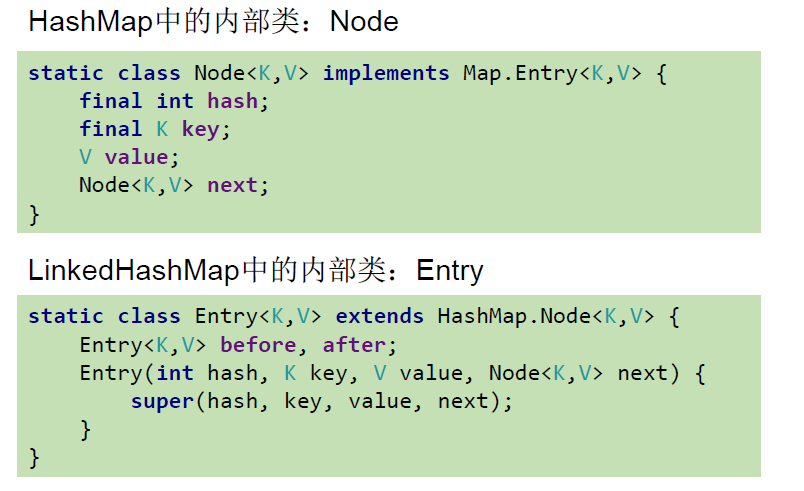 HashMap中的内部类：Node
static class Node<K,V> implements Map.Entry<K,V> {
    final int hash;
    final K key;
    V value;
    Node<K,V> next;
}
LinkedHashMap中的内部类：Entry
static class Entry<K,V> extends HashMap.Node<K,V> {
    Entry<K,V> before, after;
    Entry(int hash, K key, V value, Node<K,V> next) {
        super(hash, key, value, next);
    }
}